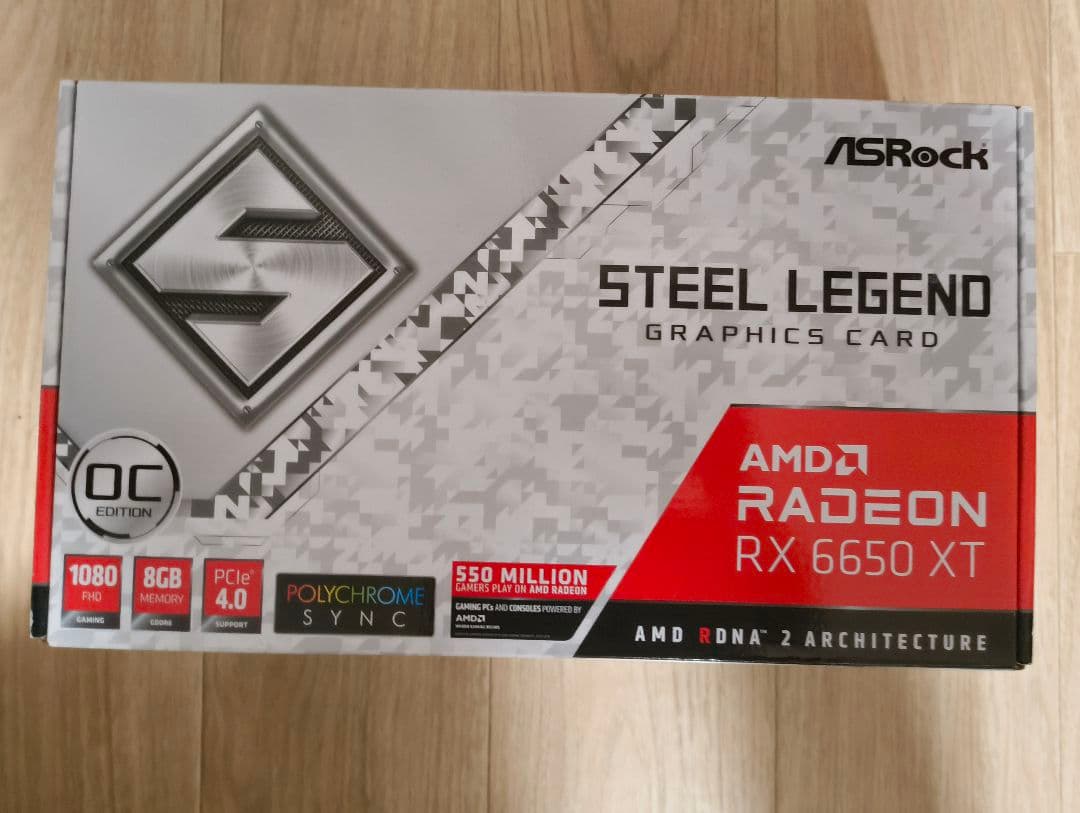 ASRock
STEEL LEGEND
GRAPHICS CARD
OC
EDITION
AMD
RADEON
RX 6650 XT
AMD RDNA™ 2 ARCHITECTURE
1080
FHD
GAMING
8GB
MEMORY
GDDR6
PCIe®
4.0
SUPPORT
POLYCHROME
SYNC
550 MILLION
GAMERS PLAY ON AMD RADEON
GAMING PCs AND CONSOLES POWERED BY
AMD